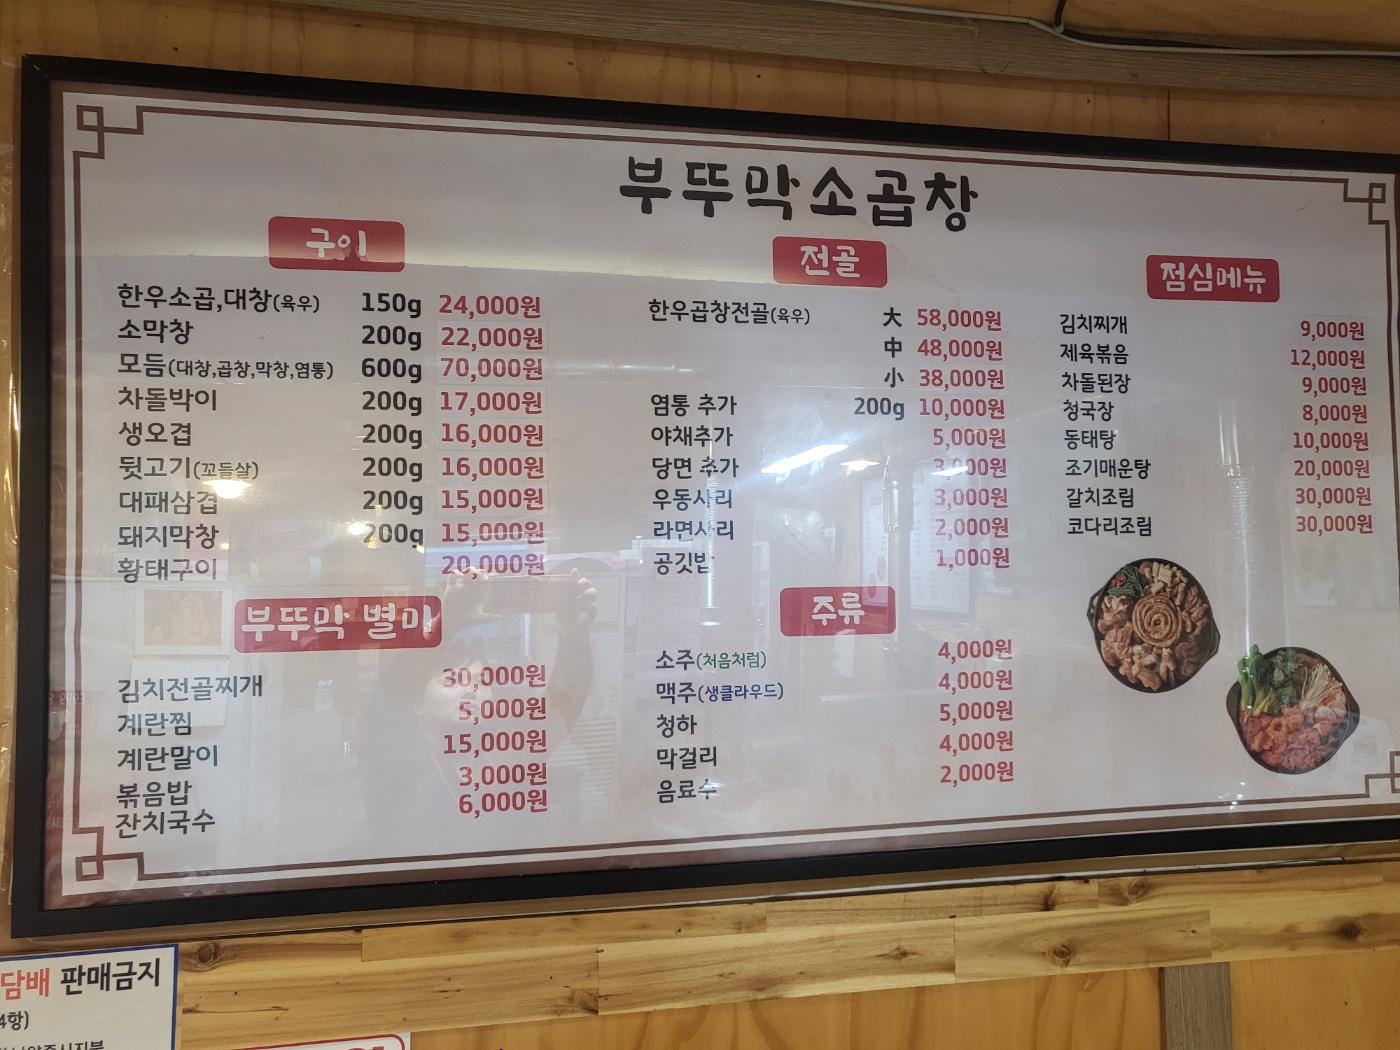 부뚜막소곱창
구이
한우소곱,대창(육우) 150g 24,000원
소막창 200g 22,000원
모듬(대창,곱창,막창,염통) 600g 70,000원
차돌박이 200g 17,000원
생오겹 200g 16,000원
뒷고기(꼬들살) 200g 16,000원
대패삼겹 200g 15,000원
돼지막창 200g 15,000원
황태구이 20,000원
부뚜막 별미
김치전골찌개 30,000원
계란찜 5,000원
계란말이 15,000원
볶음밥 3,000원
잔치국수 6,000원
전골
한우곱창전골(육우) 大 58,000원
中 48,000원
小 38,000원
염통 추가 200g 10,000원
야채추가 5,000원
당면 추가 3,000원
우동사리 3,000원
라면사리 2,000원
공깃밥 1,000원
주류
소주(처음처럼) 4,000원
맥주(생클라우드) 4,000원
청하 5,000원
막걸리 4,000원
음료수 2,000원
점심메뉴
김치찌개 9,000원
제육볶음 12,000원
차돌된장 9,000원
청국장 8,000원
동태탕 10,000원
조기매운탕 20,000원
갈치조림 30,000원
코다리조림 30,000원
담배 판매금지
4항)